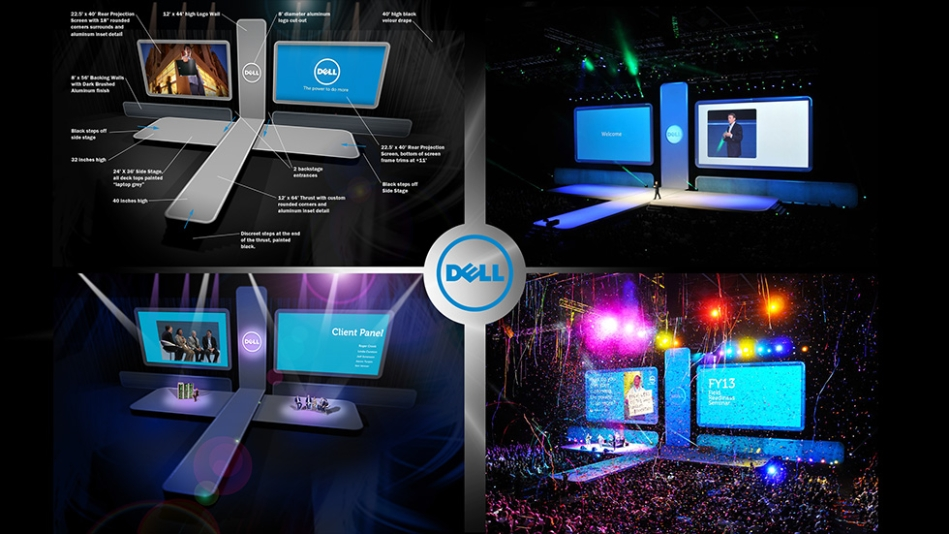 22.5' x 40' Rear Projection
Screen with 18" rounded
corners surrounds and
aluminum inset detail
12' x 44' high Logo Wall
8' diameter aluminum
logo cut out
40' high black
velour drape
DELL
DELL
The power to do more
8' x 56' Backing Walls
with Dark Brushed
Aluminum finish
Black steps off
side stage
32 inches high
24' X 36' Side Stage,
all deck tops painted
"laptop grey"
40 inches high
2 backstage
entrances
12' x 64' Thrust with custom
rounded corners and
aluminum inset detail
Discreet steps at the end
of the thrust, painted
black.
22.5' x 40' Rear Projection
Screen, bottom of screen
frame trims at +11'
Black steps off
Side Stage
Welcome
DELL
DELL
Client Panel
DELL
FY13
Field
Readiness
Seminar